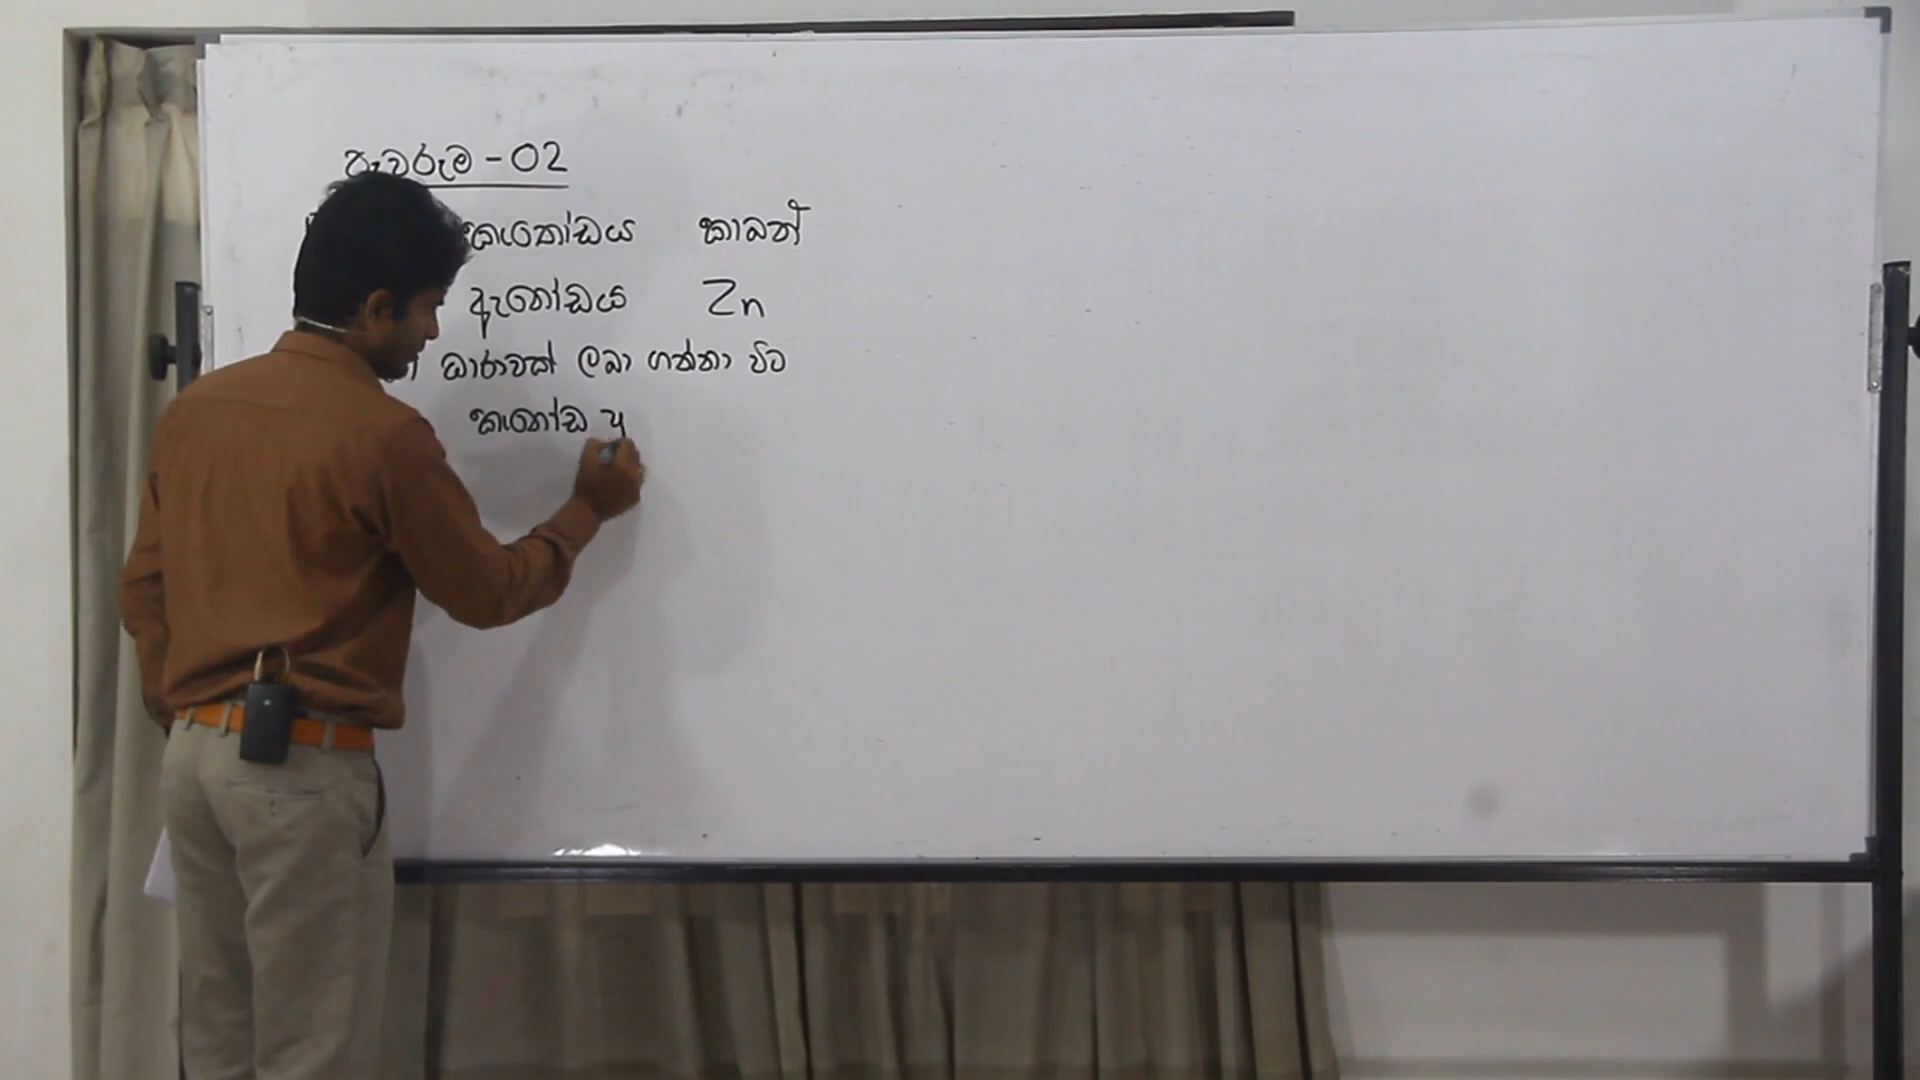 පැවරුම - 02
කැතෝඩය කාබන්
ඇනෝඩය Zn
ධාරාවක් ලබා ගන්නා විට
කැතෝඩ